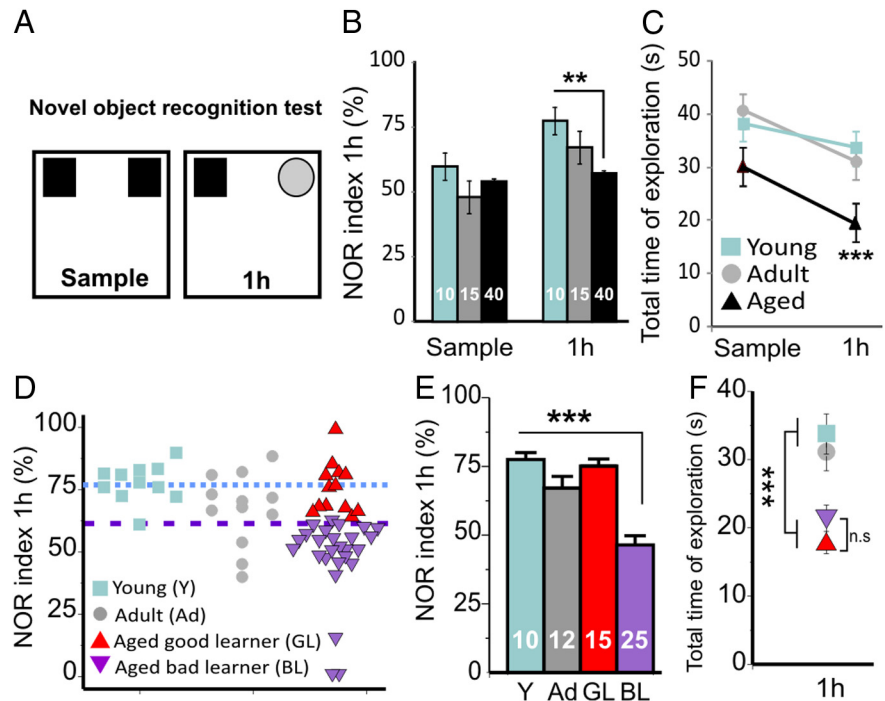 A
Novel object recognition test
Sample
1h
B
NOR index 1h (%)
100
75
50
25
0
**
10 15 40
10 15 40
Sample
1h
C
Total time of exploration (s)
50
40
30
20
10
0
Young
Adult
Aged
***
Sample
1h
D
NOR index 1h (%)
100
75
50
25
0
Young (Y)
Adult (Ad)
Aged good learner (GL)
Aged bad learner (BL)
E
NOR index 1h (%)
100
75
50
25
0
***
10 12 15 25
Y Ad GL BL
F
Total time of exploration (s)
40
30
20
10
0
***
n.s
1h